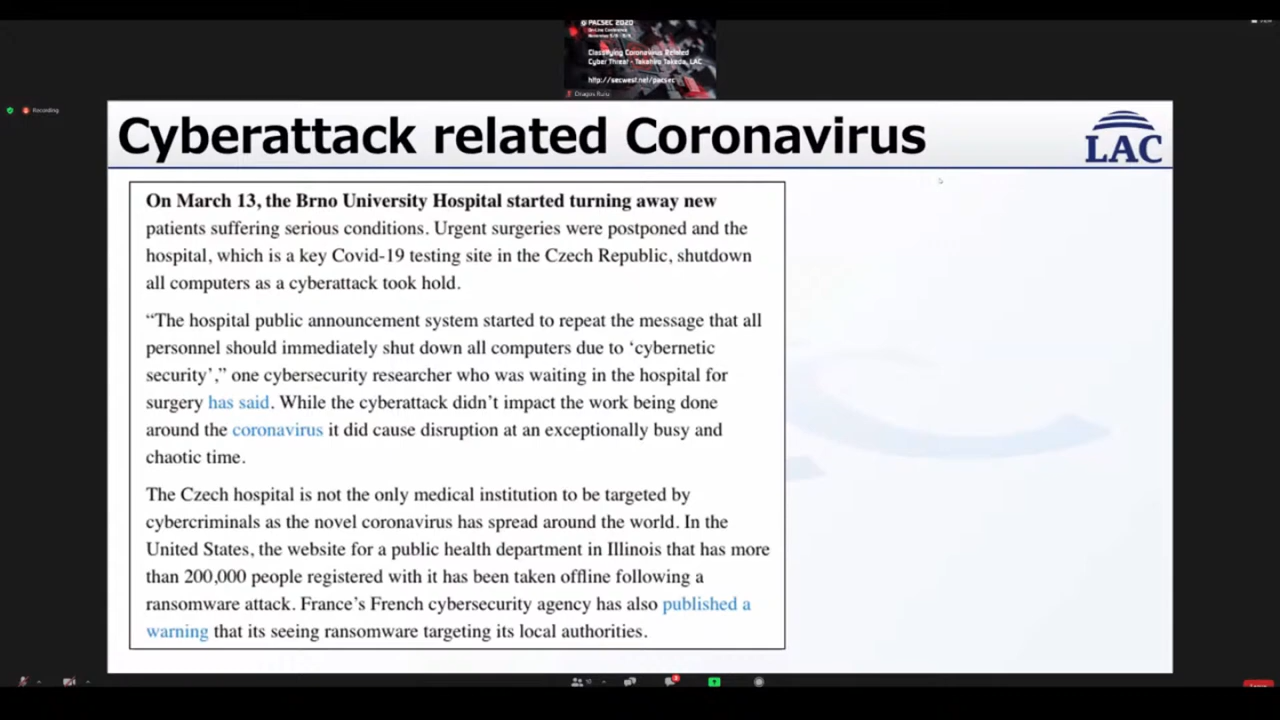 PACSEC 2020
Classifying Coronavirus Related
Cyber Threat - Takahiro Takeda, LAC
http://secwest.net/pacsec
Dragos Ruiu
Recording
Cyberattack related Coronavirus
LAC
On March 13, the Brno University Hospital started turning away new
patients suffering serious conditions. Urgent surgeries were postponed and the
hospital, which is a key Covid-19 testing site in the Czech Republic, shutdown
all computers as a cyberattack took hold.
“The hospital public announcement system started to repeat the message that all
personnel should immediately shut down all computers due to ‘cybernetic
security’,” one cybersecurity researcher who was waiting in the hospital for
surgery has said. While the cyberattack didn’t impact the work being done
around the coronavirus it did cause disruption at an exceptionally busy and
chaotic time.
The Czech hospital is not the only medical institution to be targeted by
cybercriminals as the novel coronavirus has spread around the world. In the
United States, the website for a public health department in Illinois that has more
than 200,000 people registered with it has been taken offline following a
ransomware attack. France’s French cybersecurity agency has also published a
warning that its seeing ransomware targeting its local authorities.